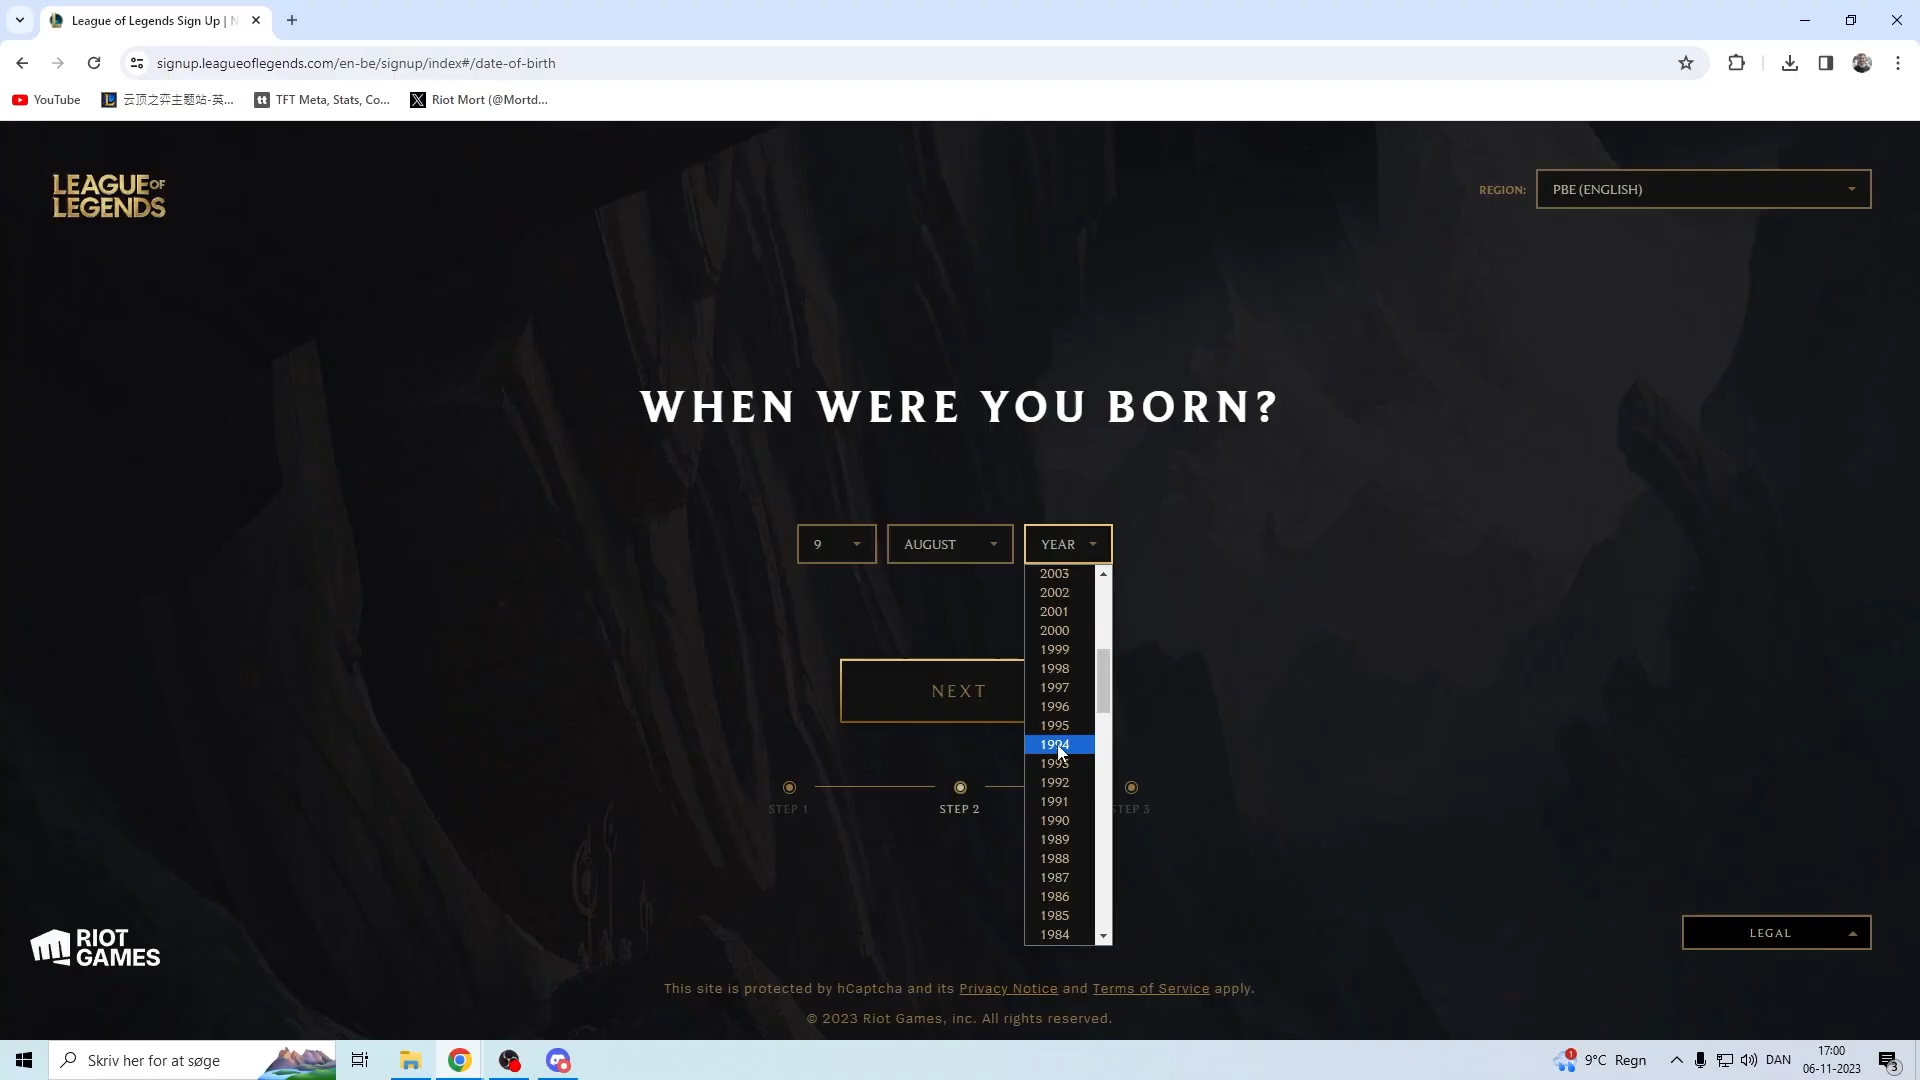 League of Legends Sign Up | N
signup.leagueoflegends.com/en-be/signup/index#/date-of-birth
YouTube
云顶之弈主题站-英...
tt
TFT Meta, Stats, Co...
Riot Mort (@Mortd...
LEAGUE OF
LEGENDS
REGION:
PBE (ENGLISH)
WHEN WERE YOU BORN?
9
AUGUST
YEAR
2003
2002
2001
2000
1999
1998
1997
1996
1995
1994
1993
1992
1991
1990
1989
1988
1987
1986
1985
1984
NEXT
STEP 1
STEP 2
STEP 3
RIOT
GAMES
LEGAL
This site is protected by hCaptcha and its Privacy Notice and Terms of Service apply.
© 2023 Riot Games, inc. All rights reserved.
Skriv her for at søge
1
9°C Regn
DAN
17:00
06-11-2023
3